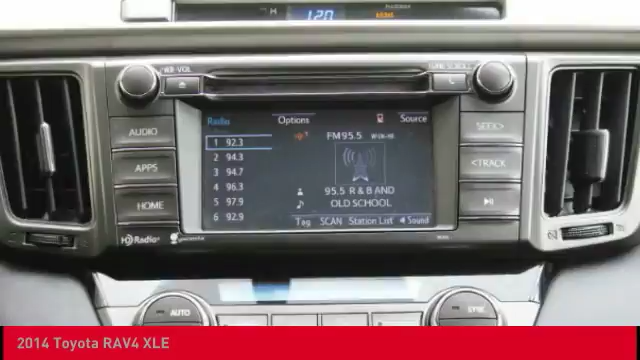 120
PWR·VOL
TUNE·SCROLL
Radio
Options
Source
FM 95.5
1 92.3
2 94.3
3 94.7
4 96.3
5 97.9
6 92.9
95.5 R & B AND
OLD SCHOOL
Tag SCAN Station List Sound
AUDIO
APPS
HOME
SEEK>
<TRACK
HD Radio
AUTO
SYNC
2014 Toyota RAV4 XLE